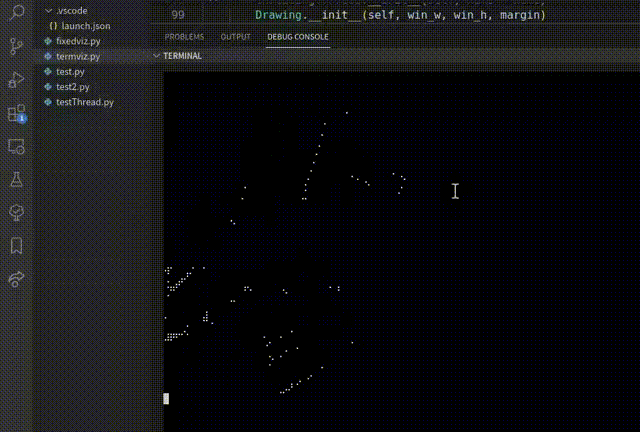 .vscode
launch.json
fixedviz.py
termviz.py
test.py
test2.py
testThread.py
1
99
Drawing.__init__(self, win_w, win_h, margin)
PROBLEMS
OUTPUT
DEBUG CONSOLE
TERMINAL